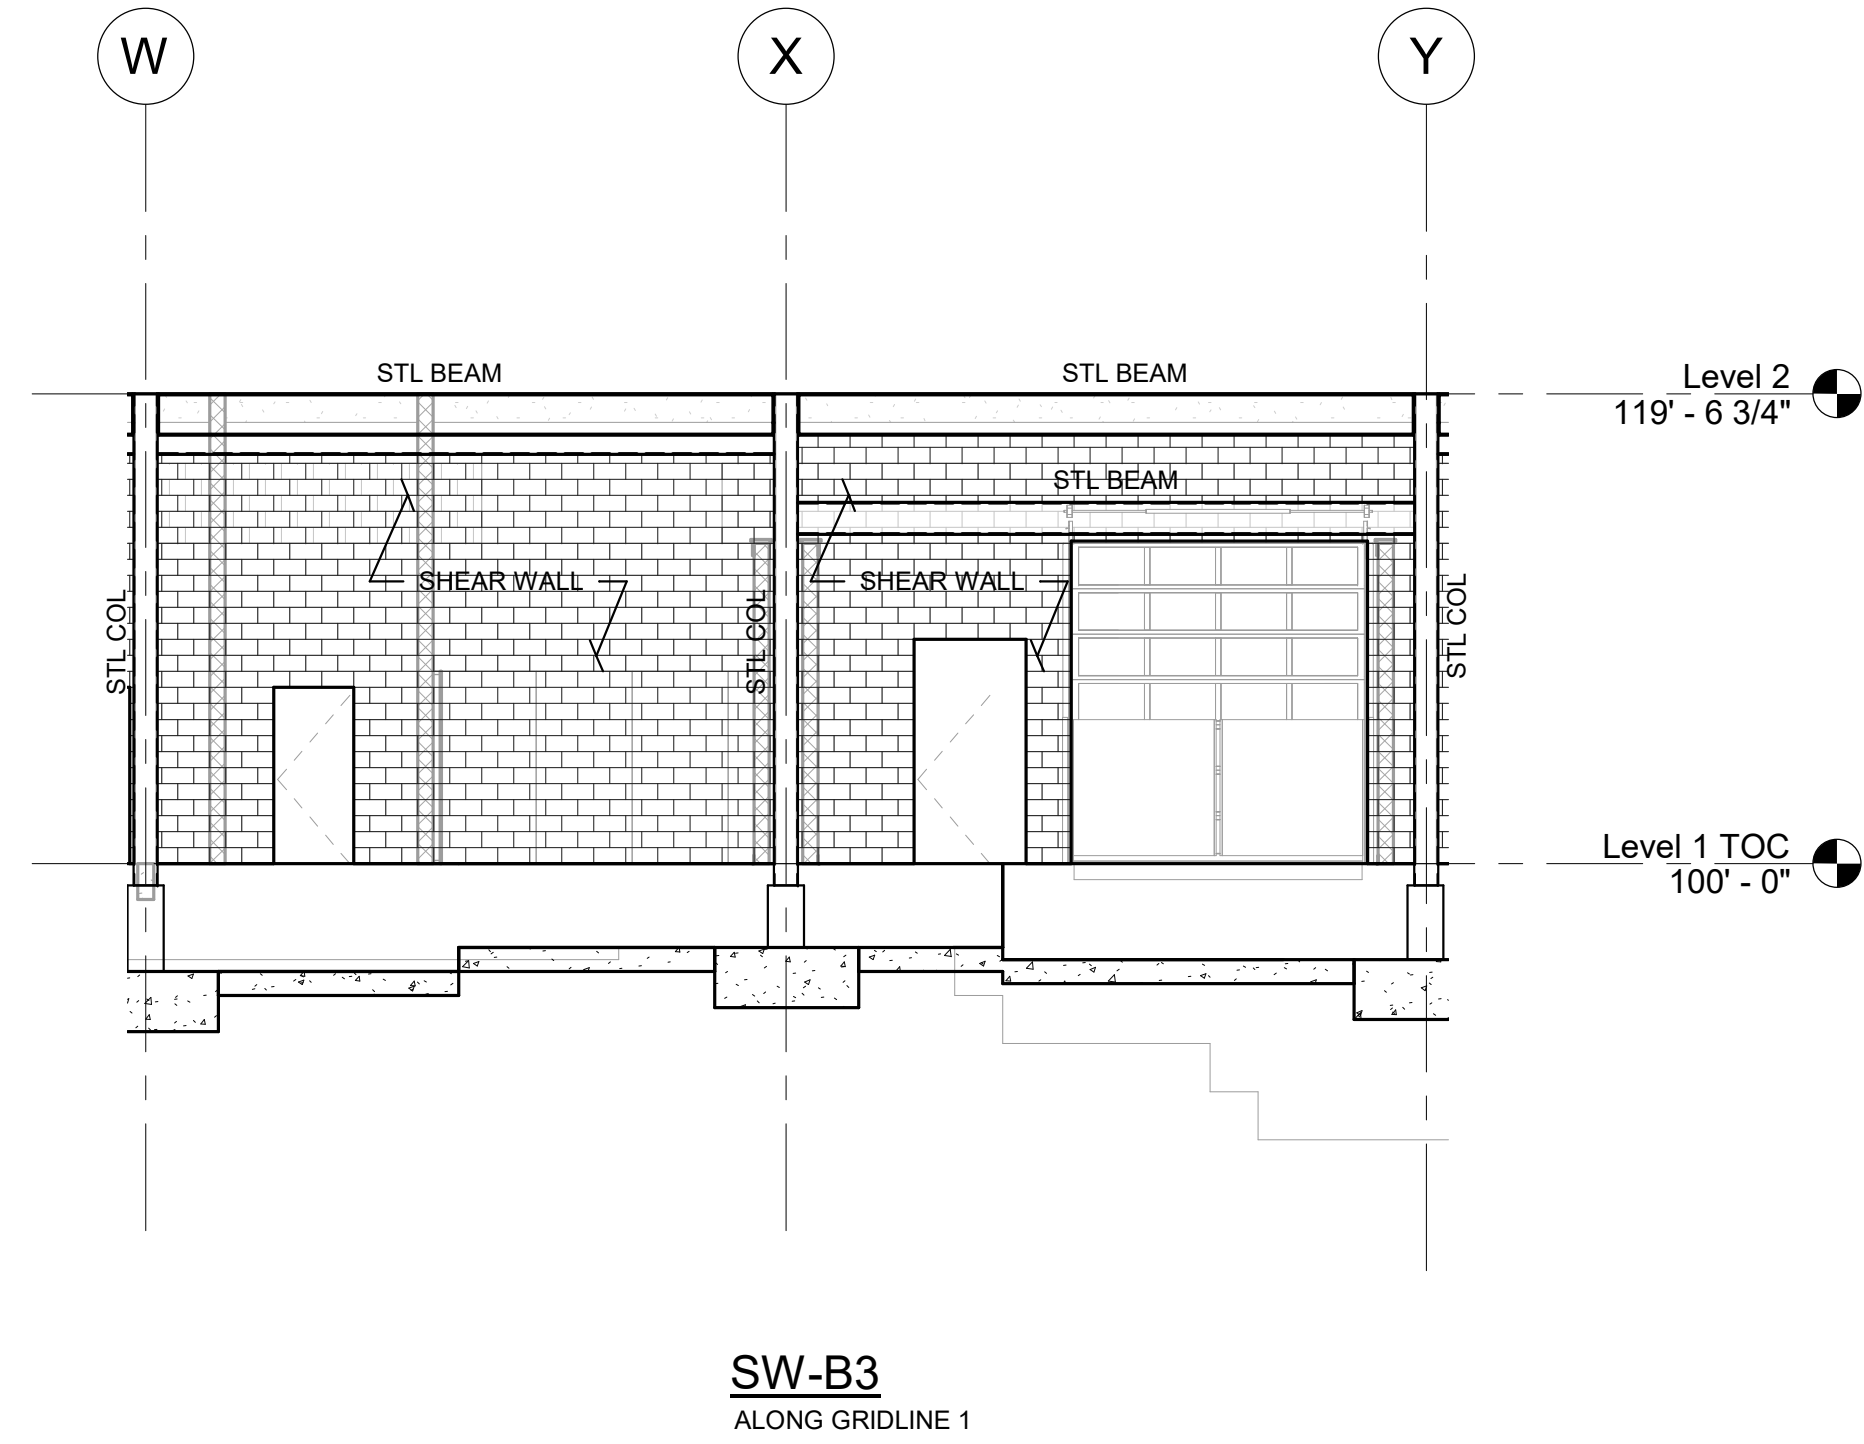 W
X
Y
STL BEAM
STL BEAM
Level 2
119' - 6 3/4"
STL BEAM
SHEAR WALL
SHEAR WALL
STL COL
STL COL
STL COL
Level 1 TOC
100' - 0"
SW-B3
ALONG GRIDLINE 1